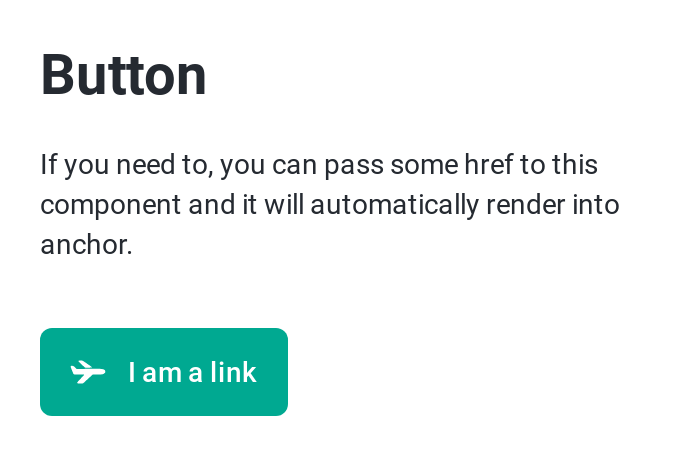 Button
If you need to, you can pass some href to this
component and it will automatically render into
anchor.
I am a link